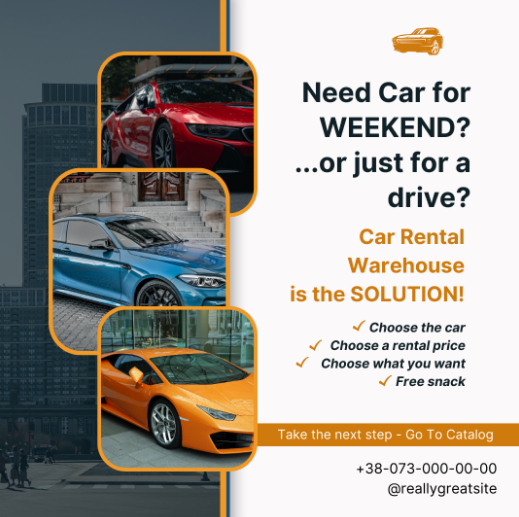 Need Car for
WEEKEND?
...or just for a
drive?
Car Rental
Warehouse
is the SOLUTION!
Choose the car
Choose a rental price
Choose what you want
Free snack
Take the next step - Go To Catalog
+38-073-000-00-00
@reallygreatsite